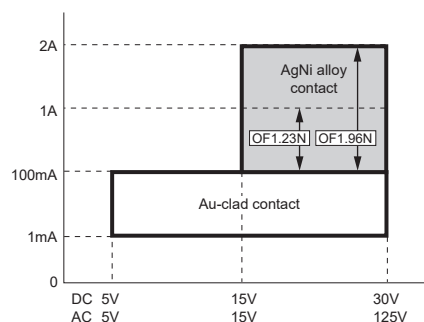 2A
AgNi alloy
contact
1A
OF1.23N OF1.96N
100mA
Au-clad contact
1mA
0
DC 5V 15V 30V
AC 5V 15V 125V